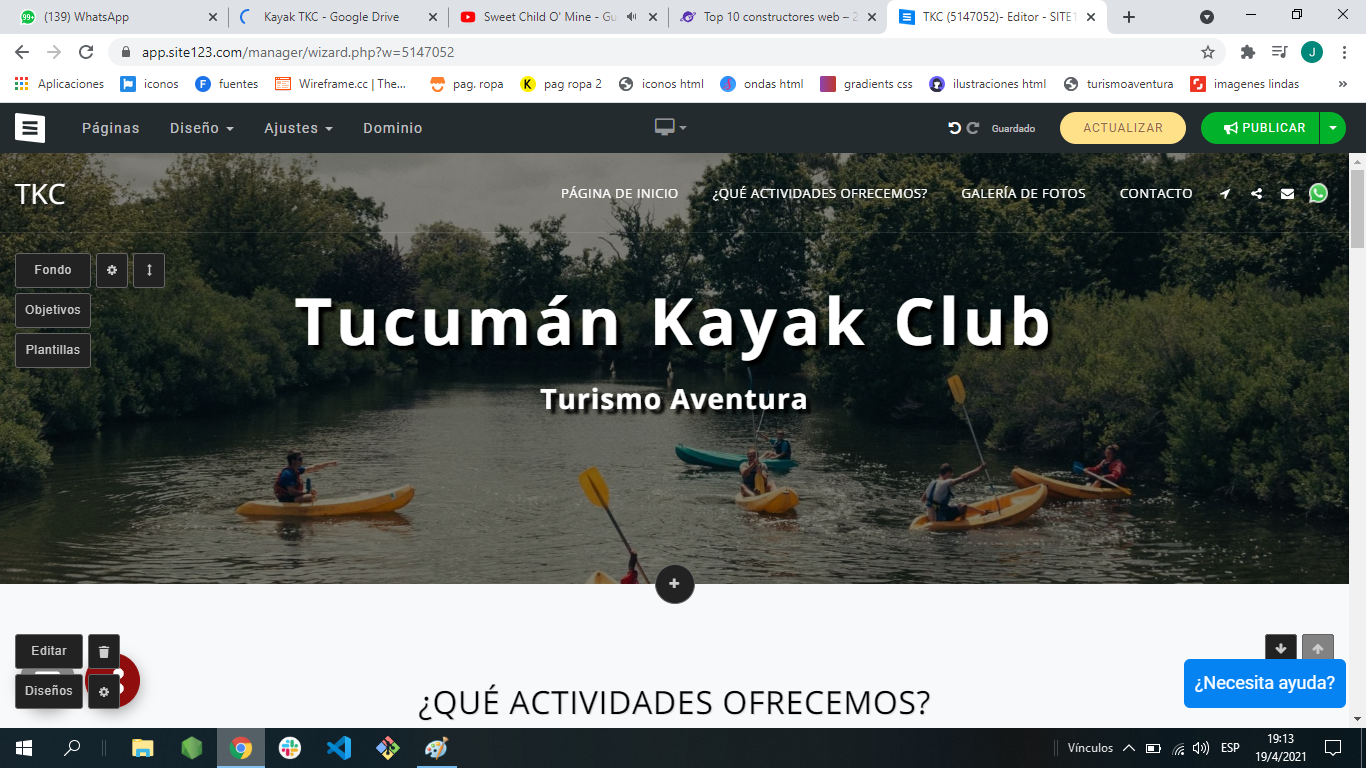 (139) WhatsApp
Kayak TKC - Google Drive
Sweet Child O' Mine - Gu
Top 10 constructores web – 2
TKC (5147052)- Editor - SITE1
app.site123.com/manager/wizard.php?w=5147052
J
Aplicaciones
iconos
fuentes
Wireframe.cc | The...
pag. ropa
pag ropa 2
iconos html
ondas html
gradients css
ilustraciones html
turismoaventura
imagenes lindas
»
Páginas
Diseño
Ajustes
Dominio
Guardado
ACTUALIZAR
PUBLICAR
TKC
PÁGINA DE INICIO
¿QUÉ ACTIVIDADES OFRECEMOS?
GALERÍA DE FOTOS
CONTACTO
Fondo
Objetivos
Plantillas
Tucumán Kayak Club
Turismo Aventura
Editar
Diseños
¿Necesita ayuda?
¿QUÉ ACTIVIDADES OFRECEMOS?
Vínculos
ESP
19:13
19/4/2021